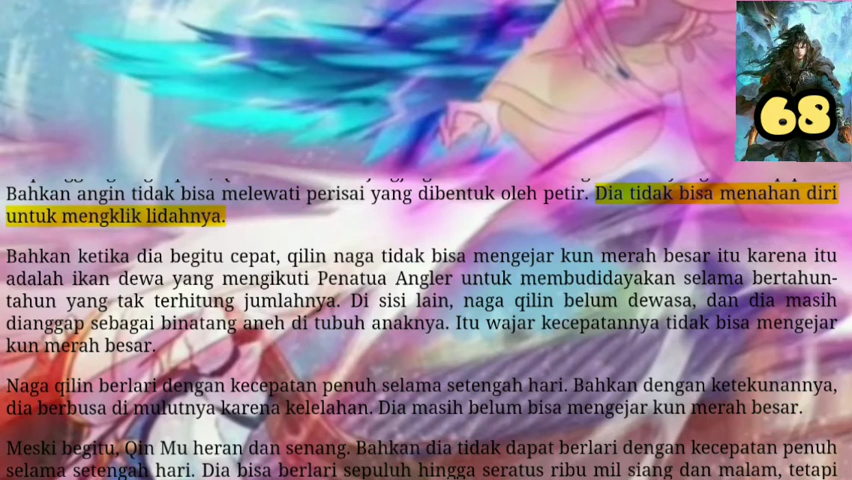 68
Bahkan angin tidak bisa melewati perisai yang dibentuk oleh petir. Dia tidak bisa menahan diri
untuk mengklik lidahnya.
Bahkan ketika dia begitu cepat, qilin naga tidak bisa mengejar kun merah besar itu karena itu
adalah ikan dewa yang mengikuti Penatua Angler untuk membudidayakan selama bertahun-
tahun yang tak terhitung jumlahnya. Di sisi lain, naga qilin belum dewasa, dan dia masih
dianggap sebagai binatang aneh di tubuh anaknya. Itu wajar kecepatannya tidak bisa mengejar
kun merah besar.
Naga qilin berlari dengan kecepatan penuh selama setengah hari. Bahkan dengan ketekunannya,
dia berbusa di mulutnya karena kelelahan. Dia masih belum bisa mengejar kun merah besar.
Meski begitu, Qin Mu heran dan senang. Bahkan dia tidak dapat berlari dengan kecepatan penuh
selama setengah hari. Dia bisa berlari sepuluh hingga seratus ribu mil siang dan malam, tetapi